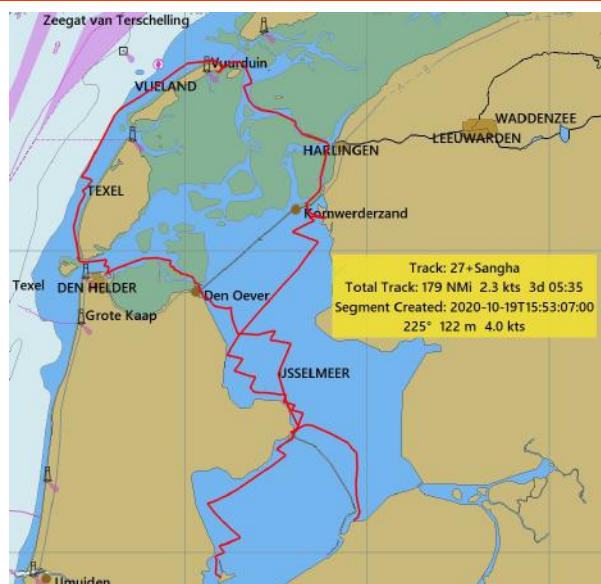 Zeegat van Terschelling
Vuurduin
VLIELAND
WADDENZEE
LEEUWARDEN
HARLINGEN
TEXEL
Kornwerderzand
Track: 27+Sangha
Total Track: 179 NMi 2.3 kts 3d 05:35
Segment Created: 2020-10-19T15:53:07:00
225° 122 m 4.0 kts
Texel
DEN HELDER
Den Oever
Grote Kaap
IJSSELMEER
IJmuiden